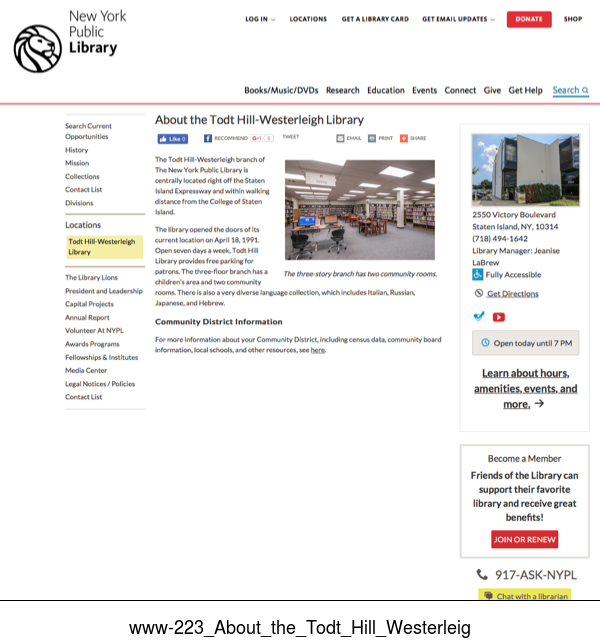 New York
Public
Library
LOG IN
LOCATIONS
GET A LIBRARY CARD
GET EMAIL UPDATES
DONATE
SHOP
Books/Music/DVDs Research Education Events Connect Give Get Help Search
Search Current
Opportunities
History
Mission
Collections
Contact List
Divisions
Locations
Todt Hill-Westerleigh
Library
The Library Lions
President and Leadership
Capital Projects
Annual Report
Volunteer At NYPL
Awards Programs
Fellowships & Institutes
Media Center
Legal Notices / Policies
Contact List
About the Todt Hill-Westerleigh Library
Like 0 RECOMMEND G+1 0 TWEET EMAIL PRINT SHARE
The Todt Hill-Westerleigh branch of
The New York Public Library is
centrally located right off the Staten
Island Expressway and within walking
distance from the College of Staten
Island.
The library opened the doors of its
current location on April 18, 1991.
Open seven days a week, Todt Hill
Library provides free parking for
patrons. The three-floor branch has a
children's area and two community
rooms. There is also a very diverse language collection, which includes Italian, Russian,
Japanese, and Hebrew.
The three-story branch has two community rooms.
Community District Information
For more information about your Community District, including census data, community board
information, local schools, and other resources, see here.
2550 Victory Boulevard
Staten Island, NY, 10314
(718) 494-1642
Library Manager: Jeanise
LaBrew
Fully Accessible
Get Directions
Open today until 7 PM
Learn about hours,
amenities, events, and
more. →
Become a Member
Friends of the Library can
support their favorite
library and receive great
benefits!
JOIN OR RENEW
917-ASK-NYPL
Chat with a librarian
www-223_About_the_Todt_Hill_Westerleig